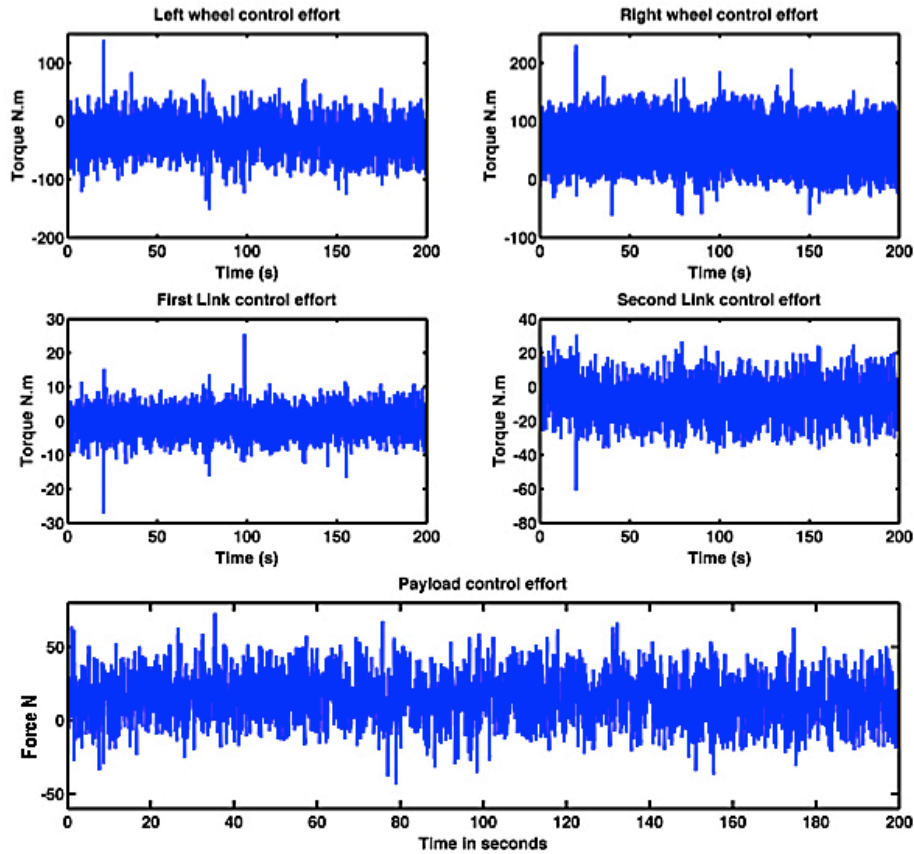 Left wheel control effort
Right wheel control effort
100
0
-100
-200
Torque N.m
0 50 100 150 200
Time (s)
200
100
0
-100
Torque N.m
0 50 100 150 200
Time (s)
First Link control effort
Second Link control effort
30
20
10
0
-10
-20
-30
Torque N.m
0 50 100 150 200
Time (s)
40
20
0
-20
-40
-60
-80
Torque N.m
0 50 100 150 200
Time (s)
Payload control effort
50
0
-50
Force N
0 20 40 60 80 100 120 140 160 180 200
Time in seconds